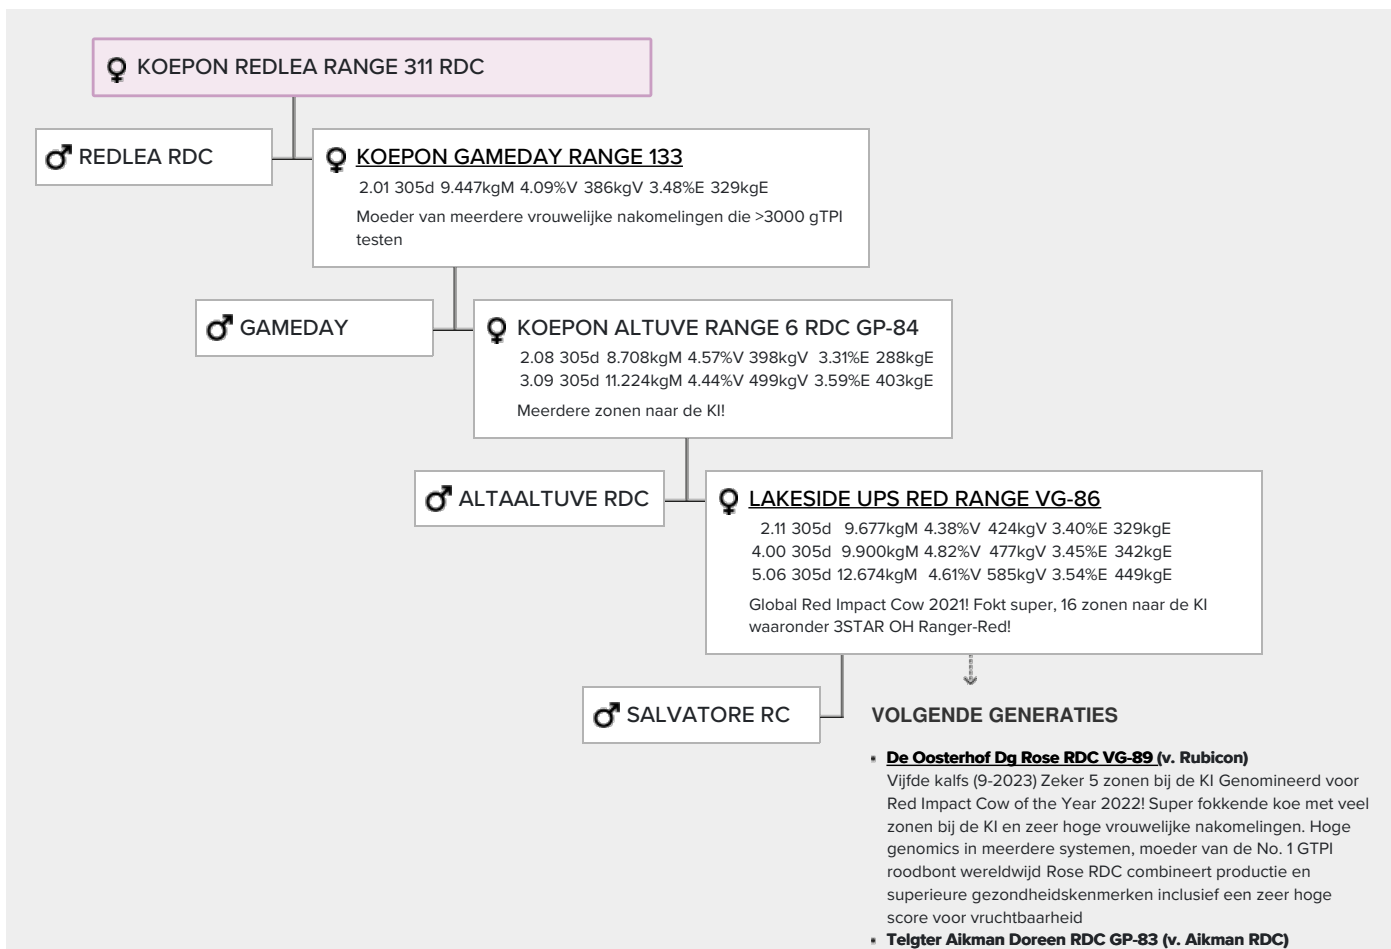 KOEPON REDLEA RANGE 311 RDC
REDLEA RDC
KOEPON GAMEDAY RANGE 133
2.01 305d 9.447kgM 4.09%V 386kgV 3.48%E 329kgE
Moeder van meerdere vrouwelijke nakomelingen die >3000 gTPI
testen
GAMEDAY
KOEPON ALTUVE RANGE 6 RDC GP-84
2.08 305d 8.708kgM 4.57%V 398kgV 3.31%E 288kgE
3.09 305d 11.224kgM 4.44%V 499kgV 3.59%E 403kgE
Meerdere zonen naar de KI!
ALTAALTUVE RDC
LAKESIDE UPS RED RANGE VG-86
2.11 305d 9.677kgM 4.38%V 424kgV 3.40%E 329kgE
4.00 305d 9.900kgM 4.82%V 477kgV 3.45%E 342kgE
5.06 305d 12.674kgM 4.61%V 585kgV 3.54%E 449kgE
Global Red Impact Cow 2021! Fokt super, 16 zonen naar de KI
waaronder 3STAR OH Ranger-Red!
SALVATORE RC
VOLGENDE GENERATIES
De Oosterhof Dg Rose RDC VG-89 (v. Rubicon)
Vijfde kalfs (9-2023) Zeker 5 zonen bij de KI Genomineerd voor
Red Impact Cow of the Year 2022! Super fokkende koe met veel
zonen bij de KI en zeer hoge vrouwelijke nakomelingen. Hoge
genomics in meerdere systemen, moeder van de No. 1 GTPI
roodbont wereldwijd Rose RDC combineert productie en
superieure gezondheidskenmerken inclusief een zeer hoge
score voor vruchtbaarheid
Telgter Aikman Doreen RDC GP-83 (v. Aikman RDC)